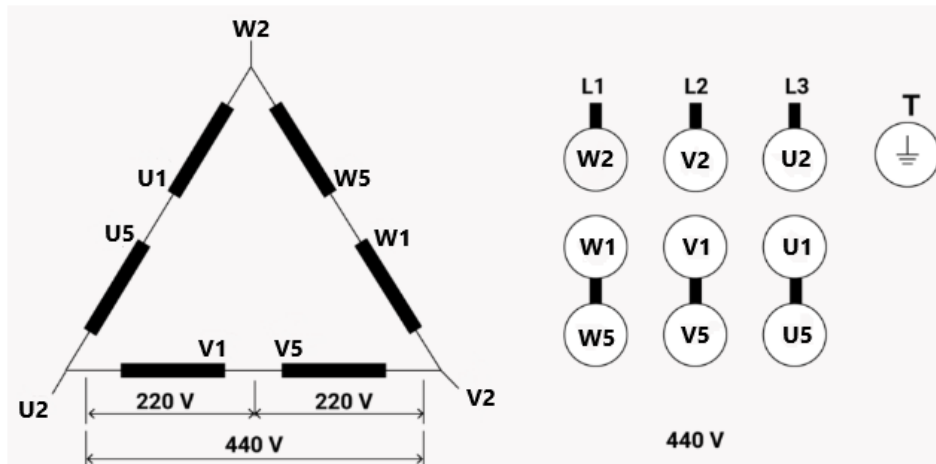 W2
U1
W5
U5
W1
V1 V5
U2
V2
220 V 220 V
440 V
L1 L2 L3 T
W2 V2 U2
W1 V1 U1
W5 V5 U5
440 V